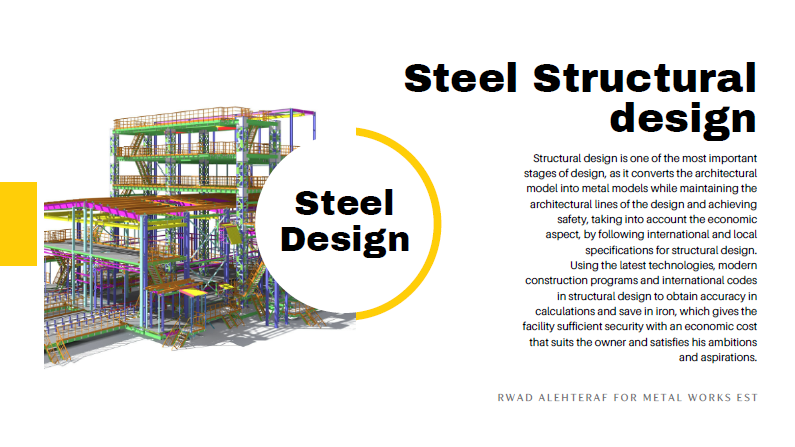 Steel Structural
design
Steel
Design
Structural design is one of the most important
stages of design, as it converts the architectural
model into metal models while maintaining the
architectural lines of the design and achieving
safety, taking into account the economic
aspect, by following international and local
specifications for structural design.
Using the latest technologies, modern
construction programs and international codes
in structural design to obtain accuracy in
calculations and save in iron, which gives the
facility sufficient security with an economic cost
that suits the owner and satisfies his ambitions
and aspirations.
RWAD ALEHTERAF FOR METAL WORKS EST